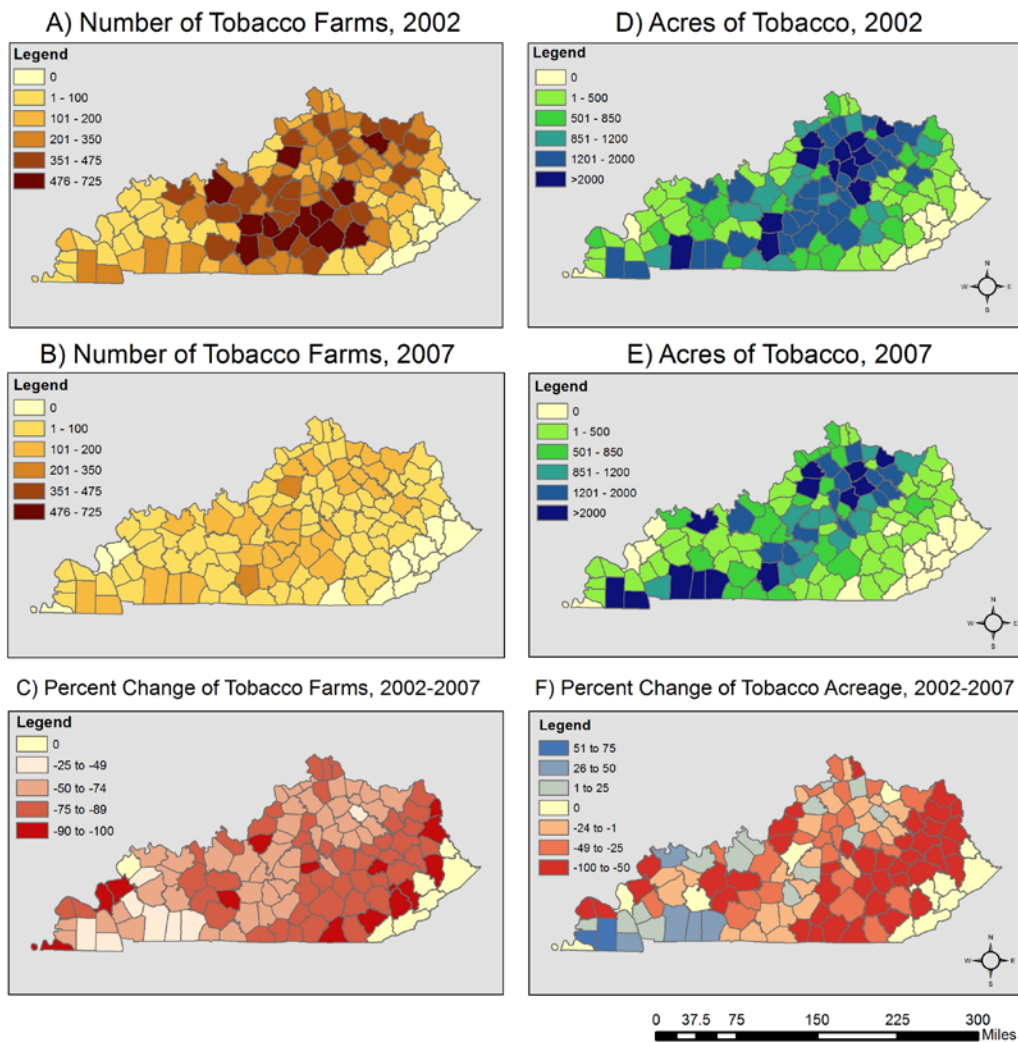 A) Number of Tobacco Farms, 2002
Legend
0
1 - 100
101 - 200
201 - 350
351 - 475
476 - 725
D) Acres of Tobacco, 2002
Legend
0
1 - 500
501 - 850
851 - 1200
1201 - 2000
>2000
N
W
E
S
B) Number of Tobacco Farms, 2007
Legend
0
1 - 100
101 - 200
201 - 350
351 - 475
476 - 725
E) Acres of Tobacco, 2007
Legend
0
1 - 500
501 - 850
851 - 1200
1201 - 2000
>2000
N
W
E
S
C) Percent Change of Tobacco Farms, 2002-2007
Legend
0
-25 to -49
-50 to -74
-75 to -89
-90 to -100
F) Percent Change of Tobacco Acreage, 2002-2007
Legend
51 to 75
26 to 50
1 to 25
0
-24 to -1
-49 to -25
-100 to -50
N
W
E
S
0 37.5 75 150 225 300
Miles